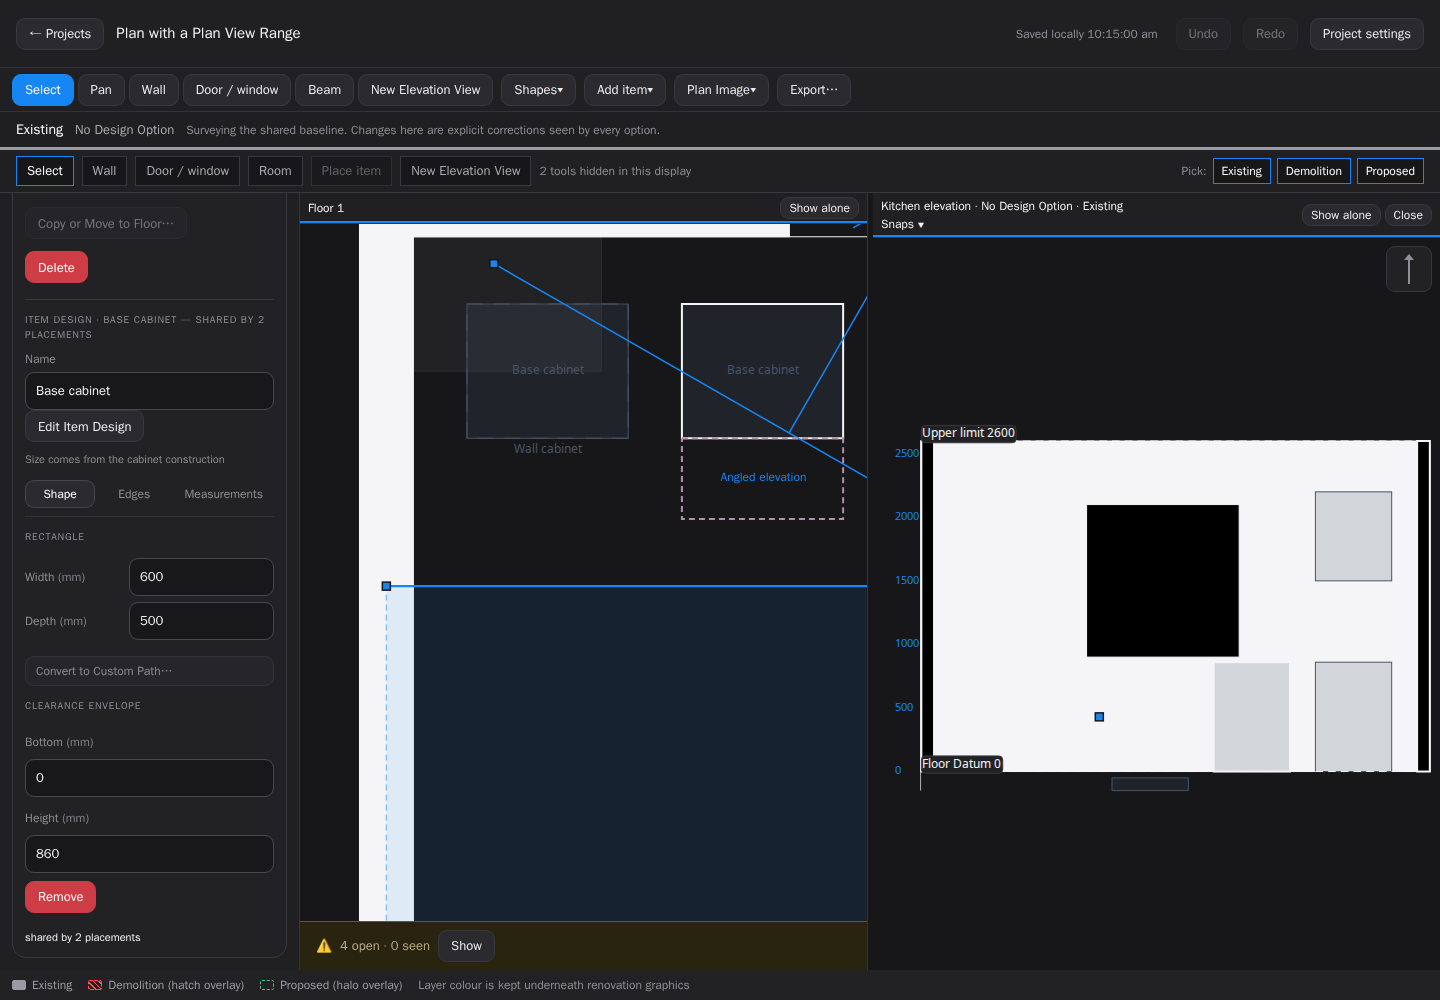 ← Projects
Plan with a Plan View Range
Saved locally 10:15:00 am
Undo
Redo
Project settings
Select
Pan
Wall
Door / window
Beam
New Elevation View
Shapes▾
Add item▾
Plan Image▾
Export···
Existing
No Design Option
Surveying the shared baseline. Changes here are explicit corrections seen by every option.
Select
Wall
Door / window
Room
Place item
New Elevation View
2 tools hidden in this display
Pick:
Existing
Demolition
Proposed
Copy or Move to Floor···
Delete
ITEM DESIGN · BASE CABINET — SHARED BY 2
PLACEMENTS
Name
Base cabinet
Edit Item Design
Size comes from the cabinet construction
Shape
Edges
Measurements
RECTANGLE
Width (mm)
600
Depth (mm)
500
Convert to Custom Path···
CLEARANCE ENVELOPE
Bottom (mm)
0
Height (mm)
860
Remove
shared by 2 placements
Floor 1
Show alone
Base cabinet
Base cabinet
Wall cabinet
Angled elevation
⚠️ 4 open · 0 seen
Show
Kitchen elevation · No Design Option · Existing
Snaps ▾
Show alone
Close
Upper limit 2600
2500
2000
1500
1000
500
0
Floor Datum 0
Existing
Demolition (hatch overlay)
Proposed (halo overlay)
Layer colour is kept underneath renovation graphics